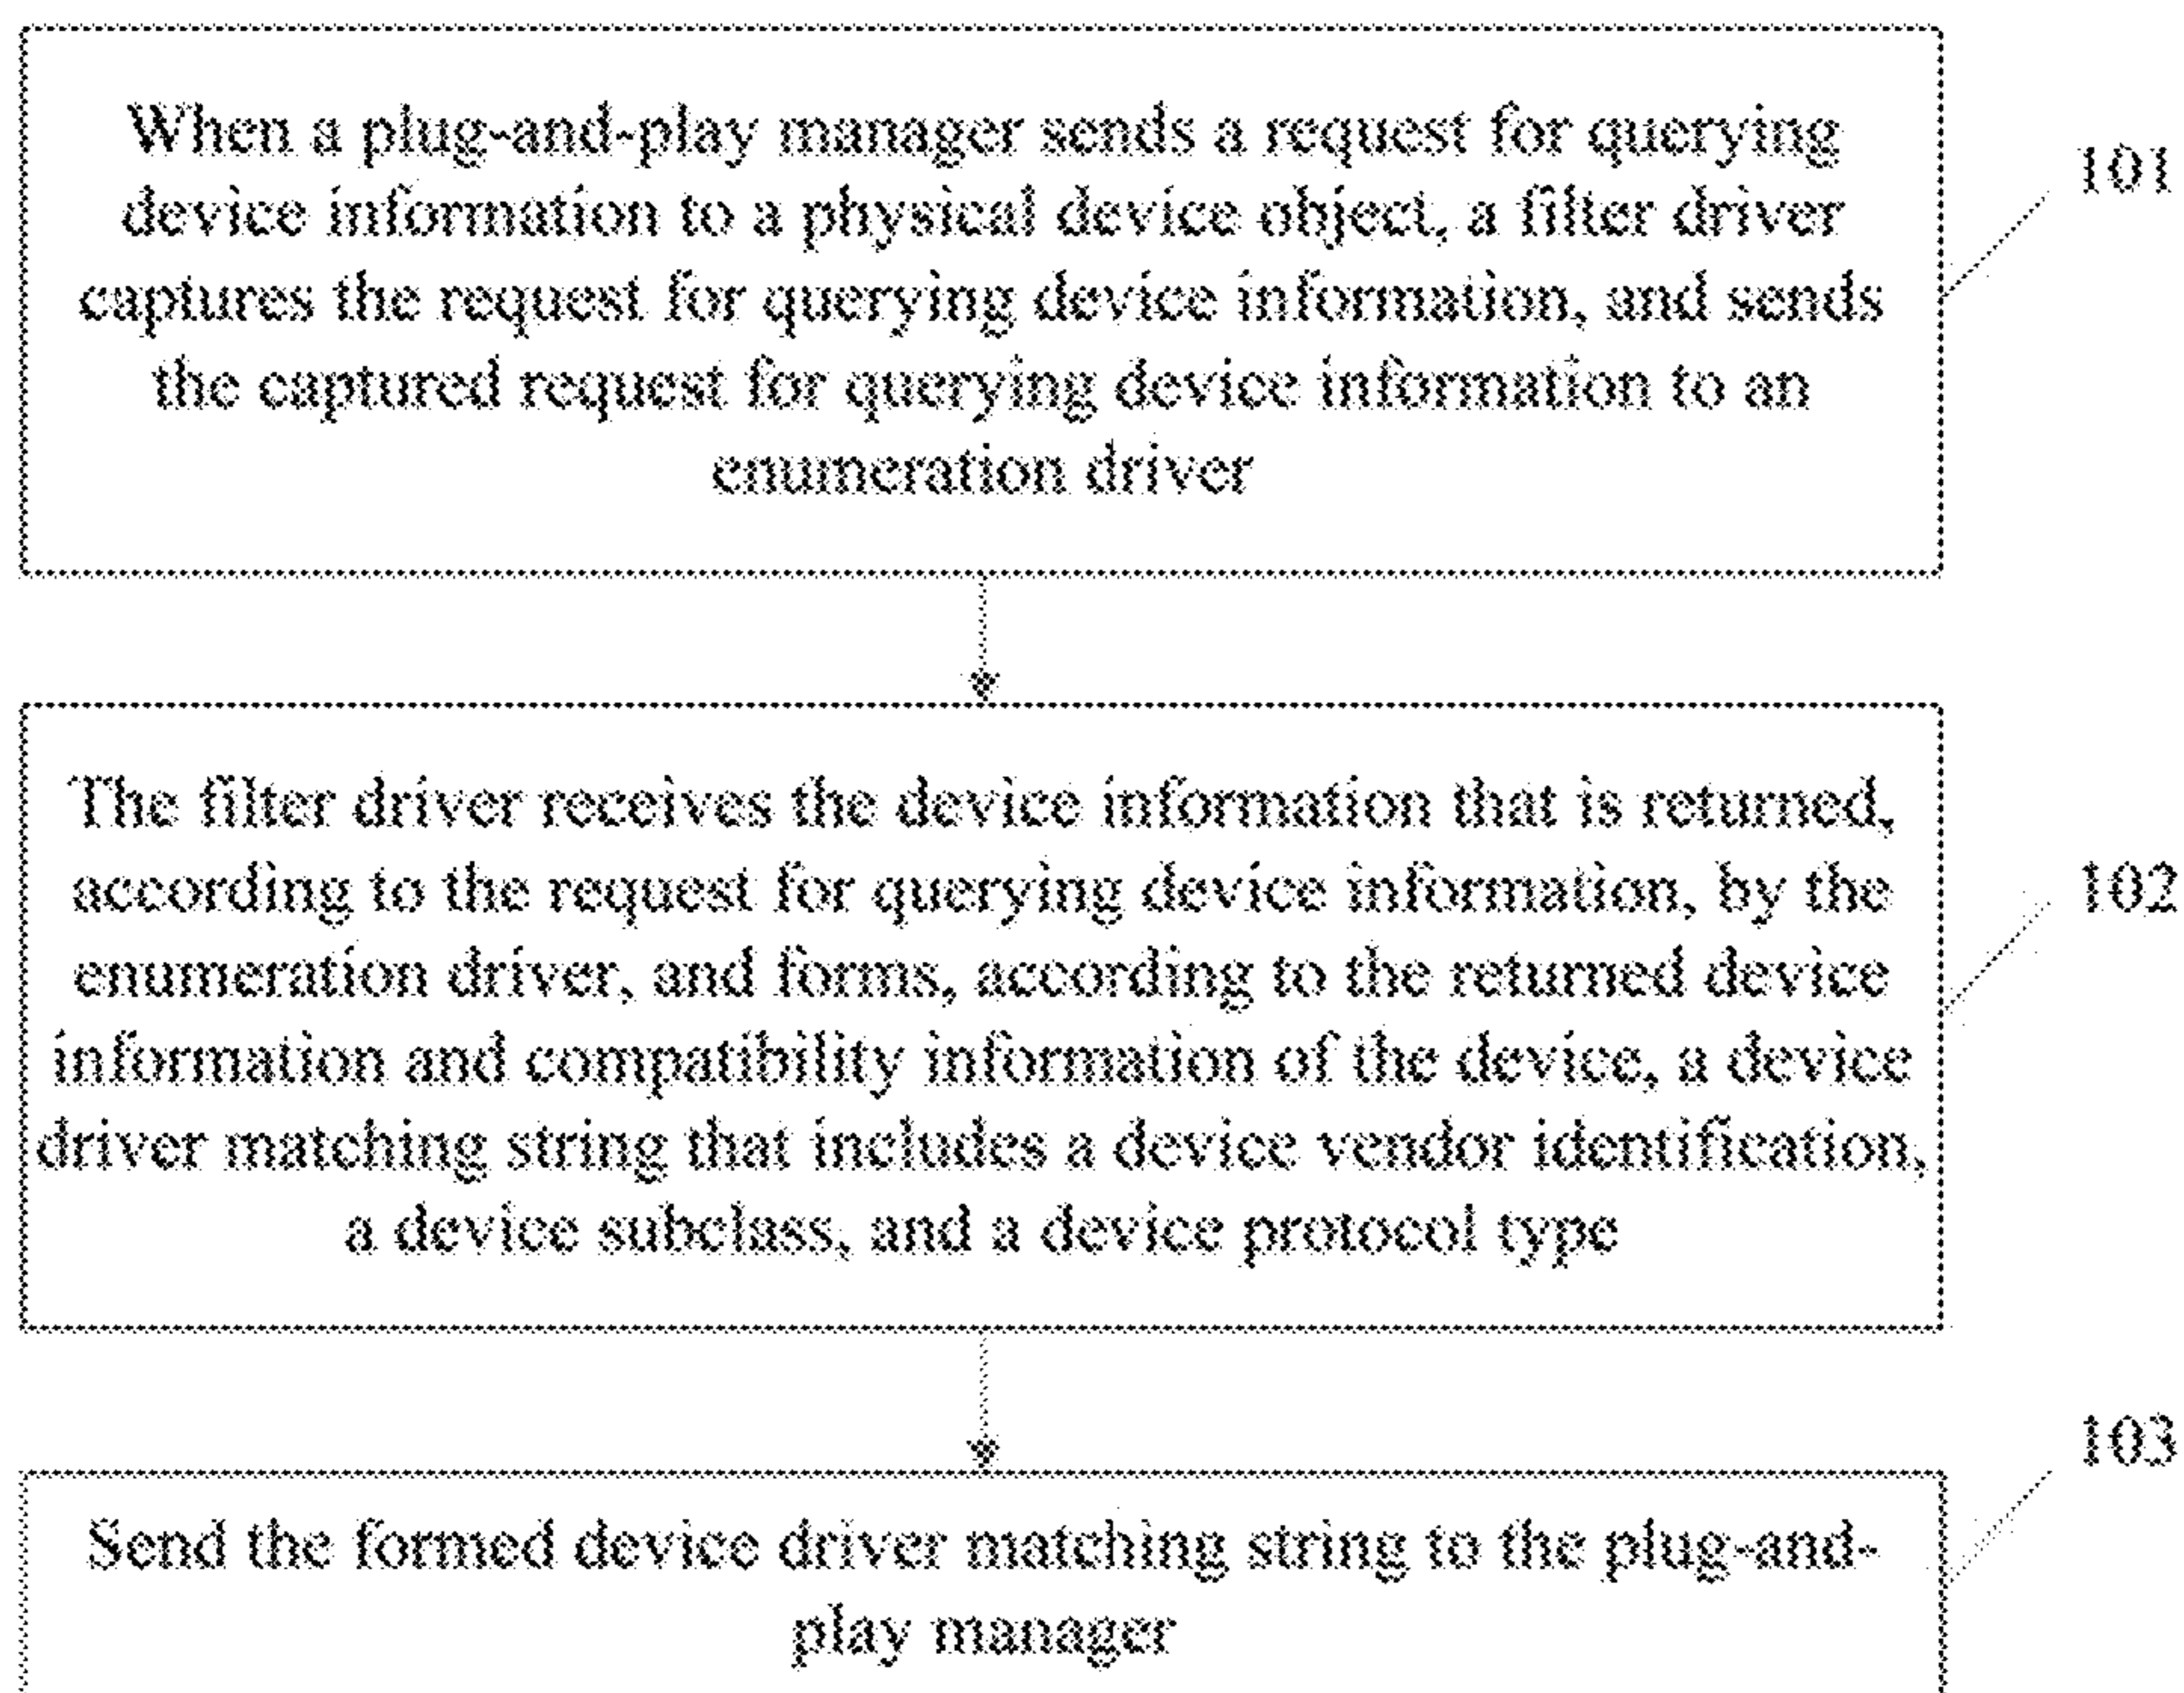 When a plug-and-play manager sends a request for querying
device information to a physical device object, a filter driver
captures the request for querying device information, and sends
the captured request for querying device information to an
enumeration driver
101
The filter driver receives the device information that is returned,
according to the request for querying device information, by the
enumeration driver, and forms, according to the returned device
information and compatibility information of the device, a device
driver matching string that includes a device vendor identification,
a device subclass, and a device protocol type
102
Send the formed device driver matching string to the plug-and-
play manager
103